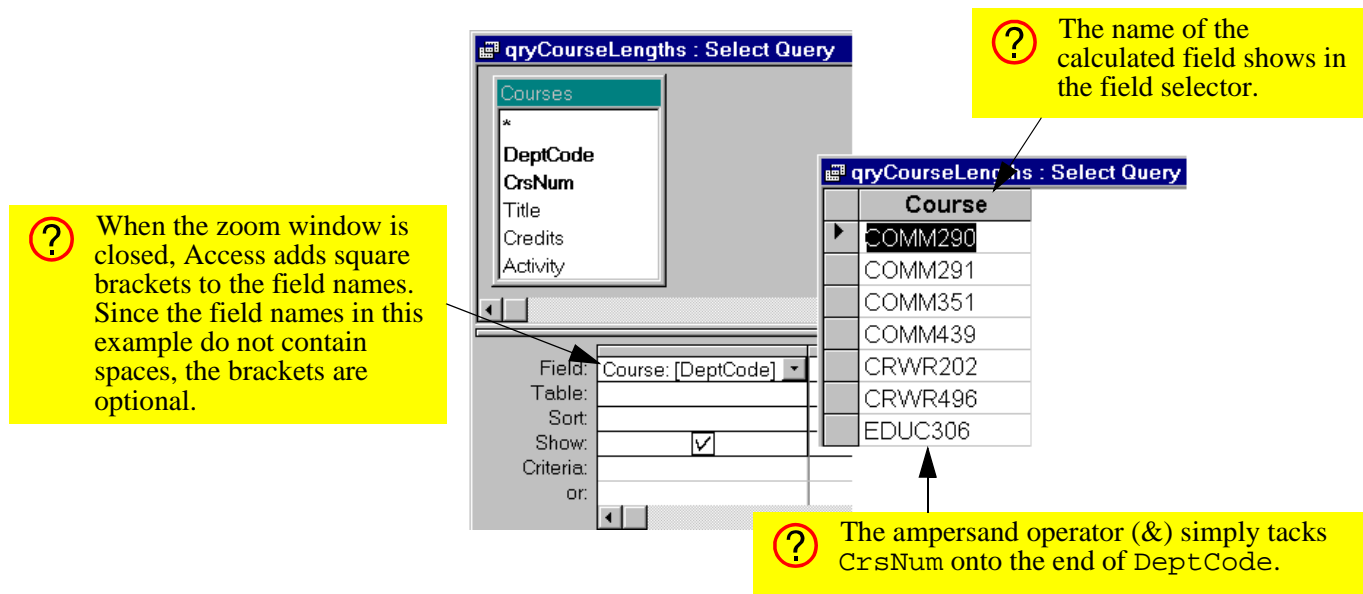 qryCourseLengths : Select Query
Courses
*
DeptCode
CrsNum
Title
Credits
Activity
? The name of the
calculated field shows in
the field selector.
? When the zoom window is
closed, Access adds square
brackets to the field names.
Since the field names in this
example do not contain
spaces, the brackets are
optional.
Field: Course: [DeptCode]
Table:
Sort:
Show:
Criteria:
or:
qryCourseLengths : Select Query
Course
COMM290
COMM291
COMM351
COMM439
CRWR202
CRWR496
EDUC306
? The ampersand operator (&) simply tacks
CrsNum onto the end of DeptCode.